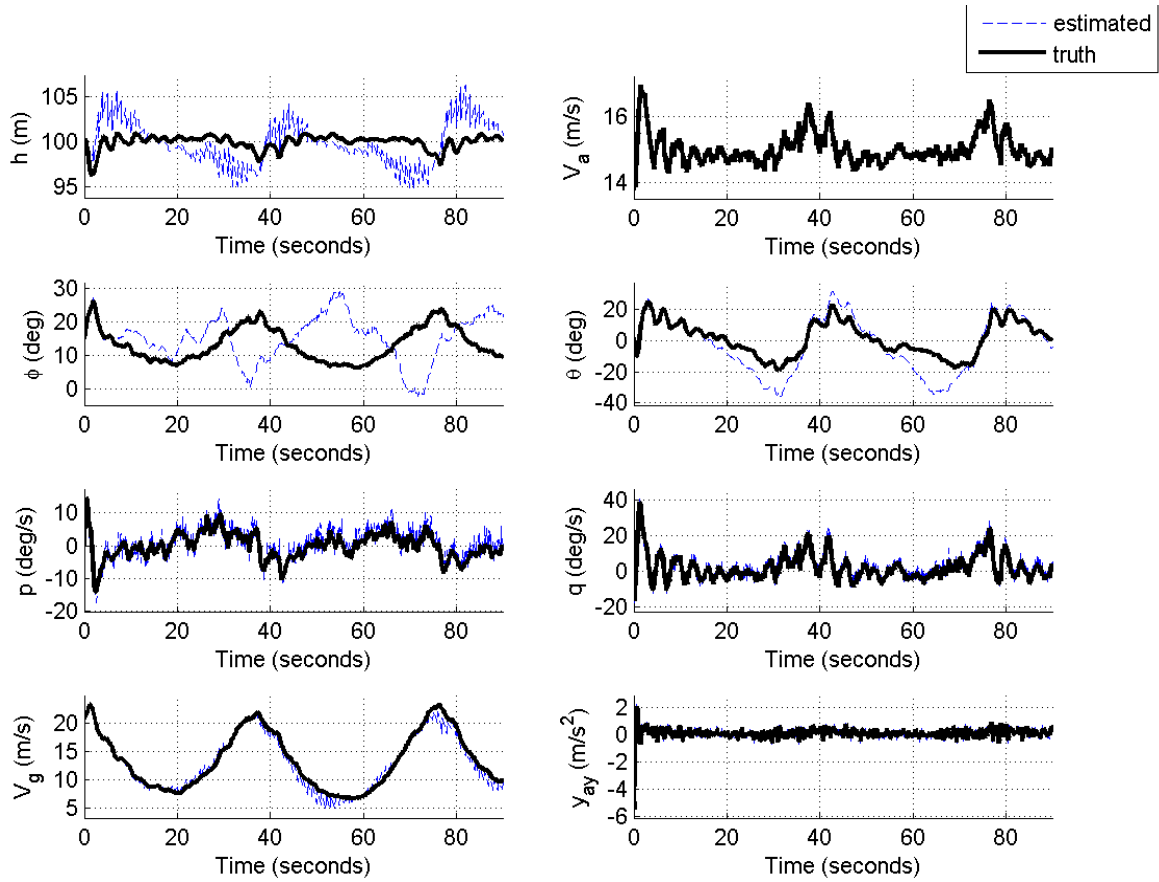 estimated
truth
h (m)
105
100
95
0 20 40 60 80
Time (seconds)
V_a (m/s)
16
14
0 20 40 60 80
Time (seconds)
ϕ (deg)
30
20
10
0
0 20 40 60 80
Time (seconds)
θ (deg)
20
0
-20
-40
0 20 40 60 80
Time (seconds)
p (deg/s)
10
0
-10
-20
0 20 40 60 80
Time (seconds)
q (deg/s)
40
20
0
-20
0 20 40 60 80
Time (seconds)
V_g (m/s)
20
15
10
5
0 20 40 60 80
Time (seconds)
y_ay (m/s²)
2
0
-2
-4
-6
0 20 40 60 80
Time (seconds)